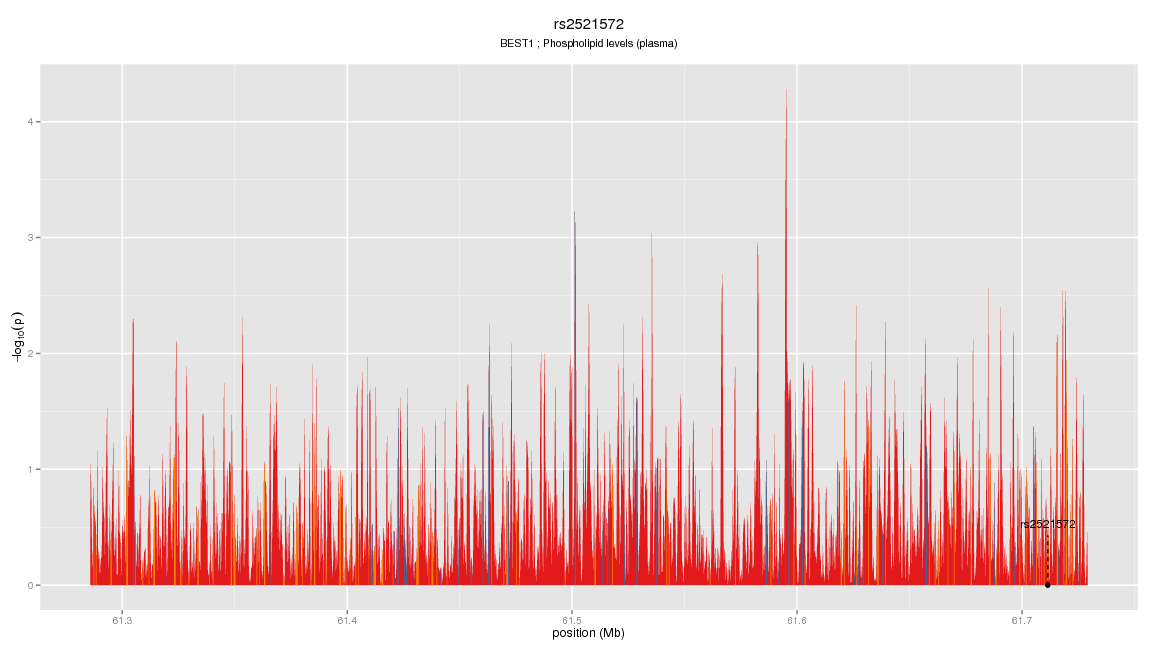 rs2521572
BEST1 ; Phospholipid levels (plasma)
−log10(p)
4
3
2
1
0
rs2521572
61.3 61.4 61.5 61.6 61.7
position (Mb)